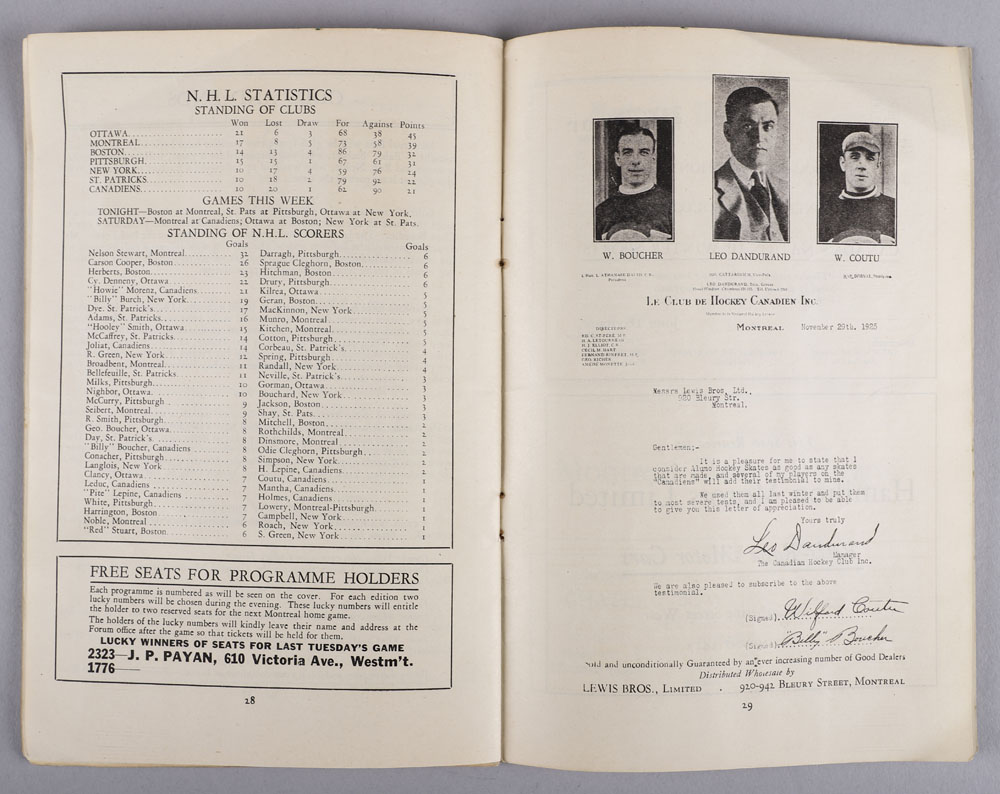 N. H. L. STATISTICS
STANDING OF CLUBS
Won Lost Draw For Against Points
OTTAWA 21 6 3 68 38 45
MONTREAL 17 8 5 73 58 39
BOSTON 14 13 4 86 79 32
PITTSBURGH 15 15 1 67 61 31
NEW YORK 10 17 4 59 76 24
ST. PATRICKS 10 18 2 79 92 22
CANADIENS 10 20 1 62 90 21
GAMES THIS WEEK
TONIGHT—Boston at Montreal, St. Pats at Pittsburgh, Ottawa at New York.
SATURDAY—Montreal at Canadiens; Ottawa at Boston; New York at St. Pats.
STANDING OF N.H.L. SCORERS
Goals
Nelson Stewart, Montreal 32
Carson Cooper, Boston 26
Herberts, Boston 23
Cy. Denneny, Ottawa 22
"Howie" Morenz, Canadiens 21
"Billy" Burch, New York 19
Dye, St. Patrick's 17
Adams, St. Patricks 16
"Hooley" Smith, Ottawa 15
McCaffrey, St. Patricks 14
Joliat, Canadiens 14
R. Green, New York 12
Broadbent, Montreal 11
Bellefeuille, St. Patricks 11
Milks, Pittsburgh 10
Nighbor, Ottawa 10
McCurry, Pittsburgh 9
Seibert, Montreal 9
R. Smith, Pittsburgh 8
Geo. Boucher, Ottawa 8
Day, St. Patrick's 8
"Billy" Boucher, Canadiens 8
Conacher, Pittsburgh 8
Langlois, New York 8
Clancy, Ottawa 7
Leduc, Canadiens 7
"Pite" Lepine, Canadiens 7
White, Pittsburgh 7
Harrington, Boston 7
Noble, Montreal 6
"Red" Stuart, Boston 6
Goals
Darragh, Pittsburgh 6
Sprague Cleghorn, Boston 6
Hitchman, Boston 6
Drury, Pittsburgh 6
Kilrea, Ottawa 5
Geran, Boston 5
MacKinnon, New York 5
Munro, Montreal 5
Kitchen, Montreal 5
Cotton, Pittsburgh 5
Corbeau, St. Patrick's 4
Spring, Pittsburgh 4
Randall, New York 4
Neville, St. Patrick's 3
Gorman, Ottawa 3
Bouchard, New York 3
Jackson, Boston 3
Shay, St. Pats 3
Mitchell, Boston 2
Rothchilds, Montreal 2
Dinsmore, Montreal 2
Odie Cleghorn, Pittsburgh 2
Simpson, New York 2
H. Lepine, Canadiens 2
Coutu, Canadiens 1
Mantha, Canadiens 1
Holmes, Canadiens 1
Lowery, Montreal-Pittsburgh 1
Campbell, New York 1
Roach, New York 1
S. Green, New York 1
FREE SEATS FOR PROGRAMME HOLDERS
Each programme is numbered as will be seen on the cover. For each edition two
lucky numbers will be chosen during the evening. These lucky numbers will entitle
the holder to two reserved seats for the next Montreal home game.
The holders of the lucky numbers will kindly leave their name and address at the
Forum office after the game so that tickets will be held for them.
LUCKY WINNERS OF SEATS FOR LAST TUESDAY'S GAME
2323—J. P. PAYAN, 610 Victoria Ave., Westm't.
1776—
28
W. BOUCHER LEO DANDURAND W. COUTU
LE CLUB DE HOCKEY CANADIEN INC.
DIRECTORS
CECIL M. HART
MONTREAL November 28th, 1925
Messrs Lewis Bros, Ltd.,
920 Bleury Str.
Montreal.
Gentlemen:-
It is a pleasure for me to state that I
consider Alumo Hockey Skates as good as any skates
that are made, and several of my players on the
"Canadiens" will add their testimonial to mine.
We used them all last winter and put them
to most severe tests, and I am pleased to be able
to give you this letter of appreciation.
Yours truly
Leo Dandurand
Manager
The Canadian Hockey Club Inc.
We are also pleased to subscribe to the above
testimonial.
(Signed) Wilfred Coutu
(Signed) "Billy" Boucher
Sold and unconditionally Guaranteed by an ever increasing number of Good Dealers
Distributed Wholesale by
LEWIS BROS., LIMITED . 920-942 BLEURY STREET, MONTREAL
29